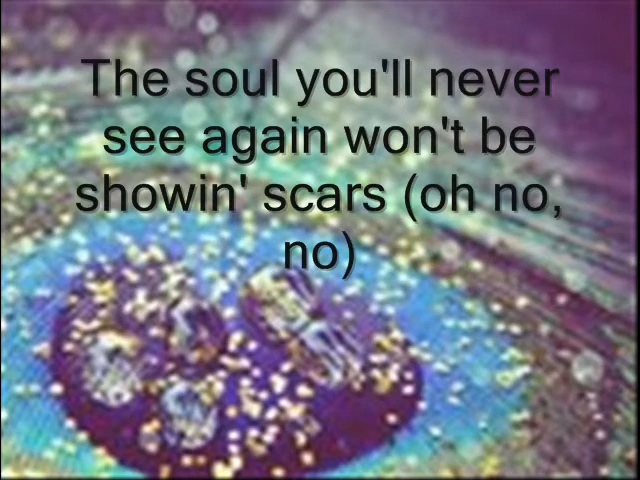 The soul you'll never
see again won't be
showin' scars (oh no,
no)